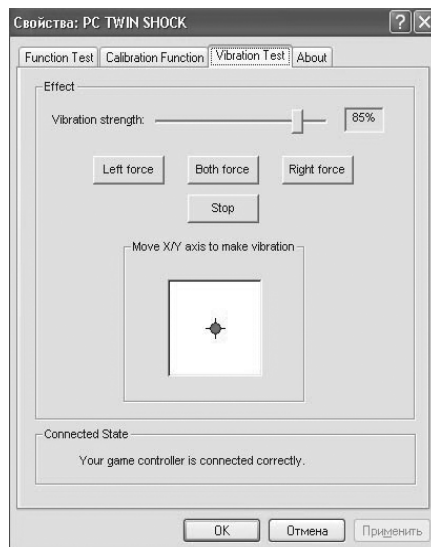 Свойства: PC TWIN SHOCK
Function Test Calibration Function Vibration Test About
Effect
Vibration strength: 85%
Left force Both force Right force
Stop
Move X/Y axis to make vibration
Connected State
Your game controller is connected correctly.
OK Отмена Применить